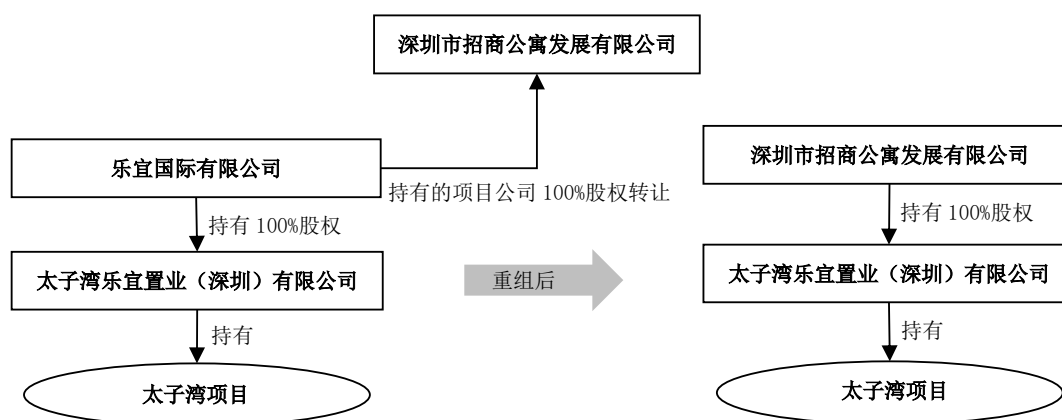 深圳市招商公寓发展有限公司
乐宜国际有限公司
持有的项目公司 100%股权转让
持有 100%股权
太子湾乐宜置业（深圳）有限公司
持有
太子湾项目
重组后
深圳市招商公寓发展有限公司
持有 100%股权
太子湾乐宜置业（深圳）有限公司
持有
太子湾项目